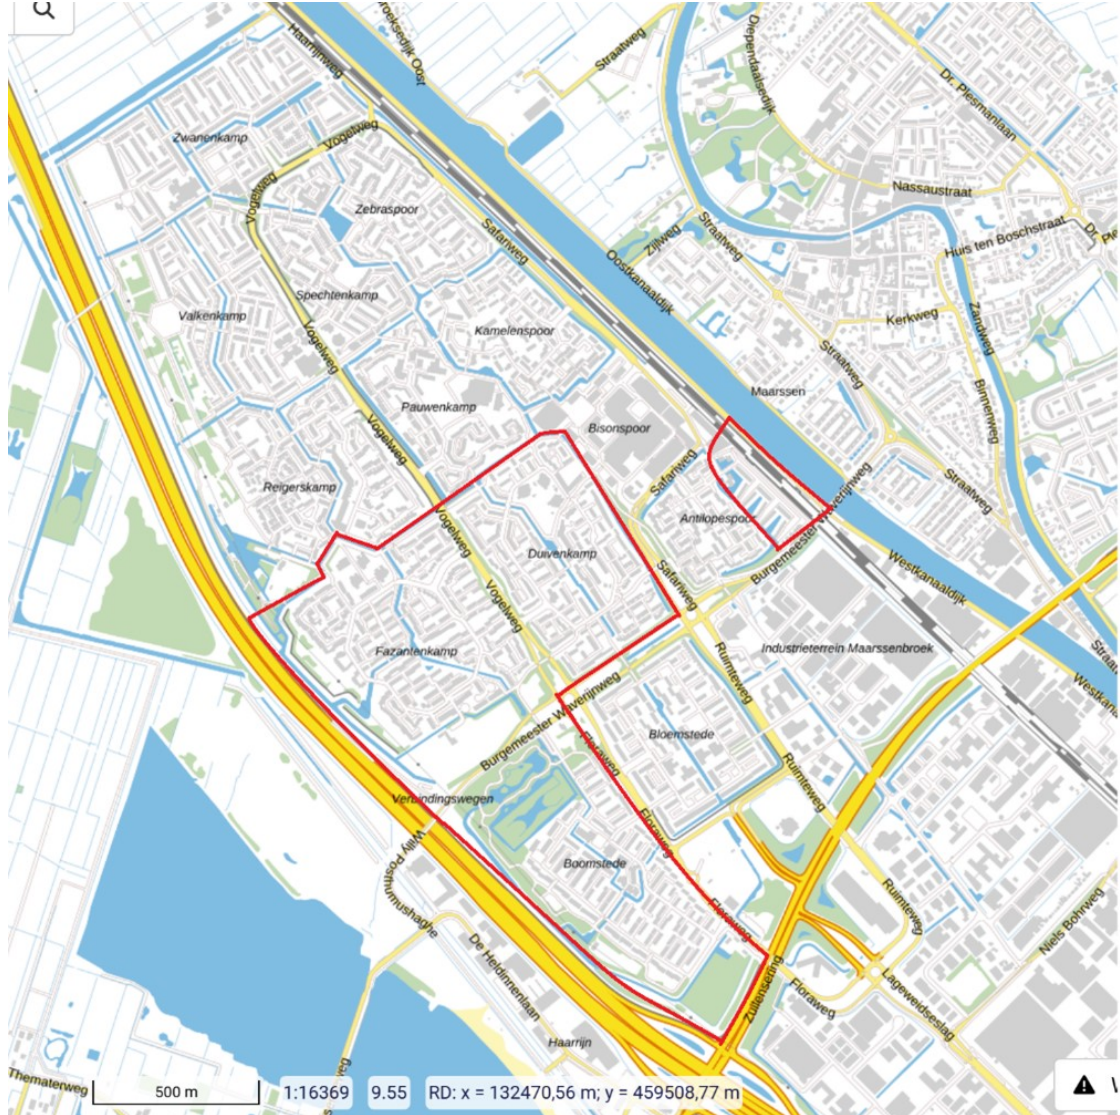 Haarrijnweg
Straatweg
Diependaalsedijk
Dr. Plesmanlaan
Zwanenkamp
Vogelweg
Nassaustraat
Vogelweg
Zebraspoor
Safariweg
Zijlweg
Straatweg
Huis ten Boschstraat
Oostkanaaldijk
Spechtenkamp
Valkenkamp
Kamelenspoor
Vogelweg
Kerkweg
Zandweg
Straatweg
Maarssen
Binnenweg
Pauwenkamp
Vogelweg
Bisonspoor
Reigerskamp
Safariweg
Straatweg
Antilopespoor
Burgemeester Waverijnweg
Vogelweg
Duivenkamp
Safariweg
Westkanaaldijk
Vogelweg
Fazantenkamp
Industrieterrein Maarssenbroek
Ruimteweg
Burgemeester Waverijnweg
Bloemstede
Floraweg
Ruimteweg
Verbindingswegen
Willy Posthumushaghe
Floraweg
Boomstede
Floraweg
Ruimteweg
Niels Bohrweg
De Heldinnenlaan
Zuilensering
Floraweg
Lageweidseslag
Haarrijn
Thematerweg
500 m
1:16369
9.55
RD: x = 132470,56 m; y = 459508,77 m